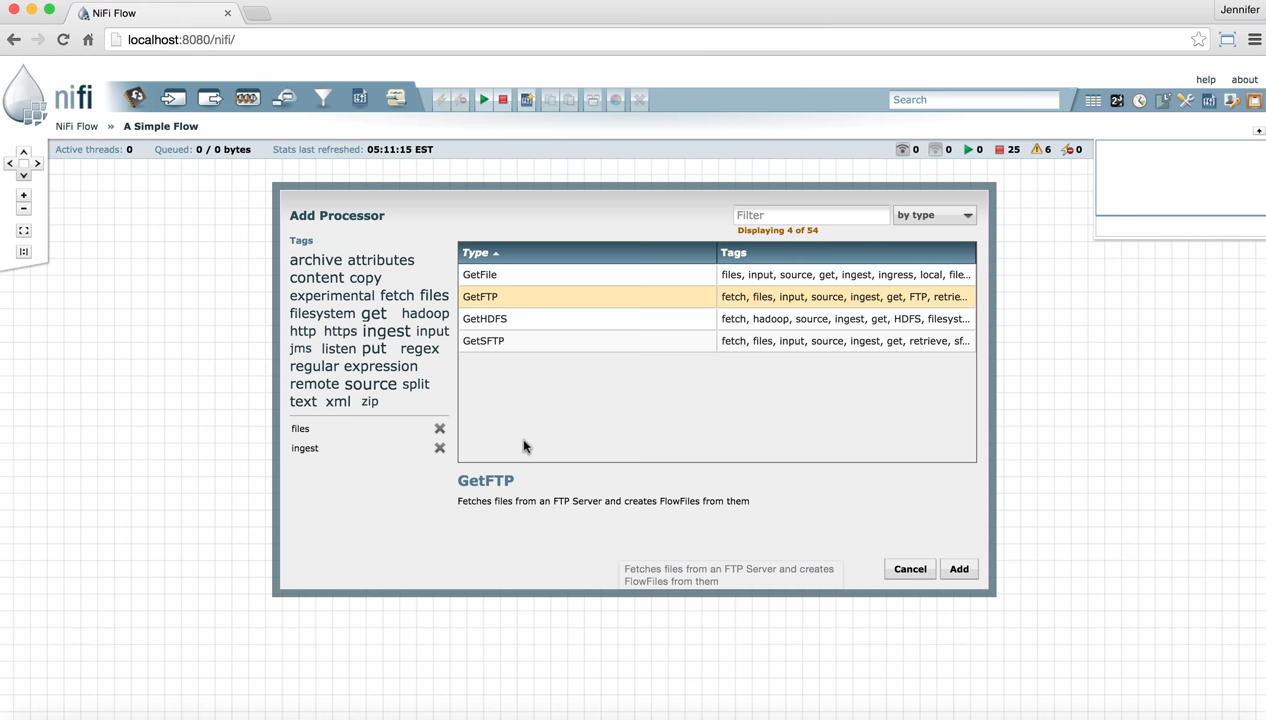 NiFi Flow
Jennifer
localhost:8080/nifi/
help about
nifi
Search
NiFi Flow » A Simple Flow
Active threads: 0 Queued: 0 / 0 bytes Stats last refreshed: 05:11:15 EST 0 0 0 25 6 0
Add Processor
Filter
by type
Displaying 4 of 54
Tags
archive attributes
content copy
experimental fetch files
filesystem get hadoop
http https ingest input
jms listen put regex
regular expression
remote source split
text xml zip
files
ingest
Type Tags
GetFile files, input, source, get, ingest, ingress, local, file...
GetFTP fetch, files, input, source, ingest, get, FTP, retrie...
GetHDFS fetch, hadoop, source, ingest, get, HDFS, filesyst...
GetSFTP fetch, files, input, source, ingest, get, retrieve, sf...
GetFTP
Fetches files from an FTP Server and creates FlowFiles from them
Fetches files from an FTP Server and creates
FlowFiles from them
Cancel Add